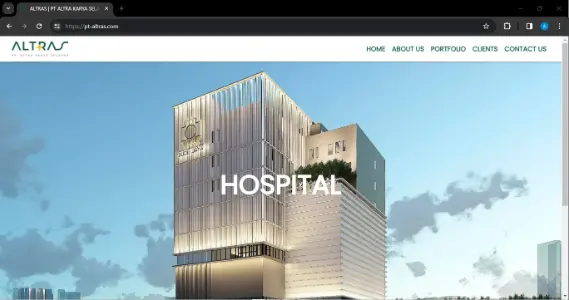 ALTRAS | PT ALTRA KARYA SEL
https://pt-altras.com
ALTRAS
PT. ALTRA KARYA SELARAS
HOME ABOUT US PORTFOLIO CLIENTS CONTACT US
HOSPITAL